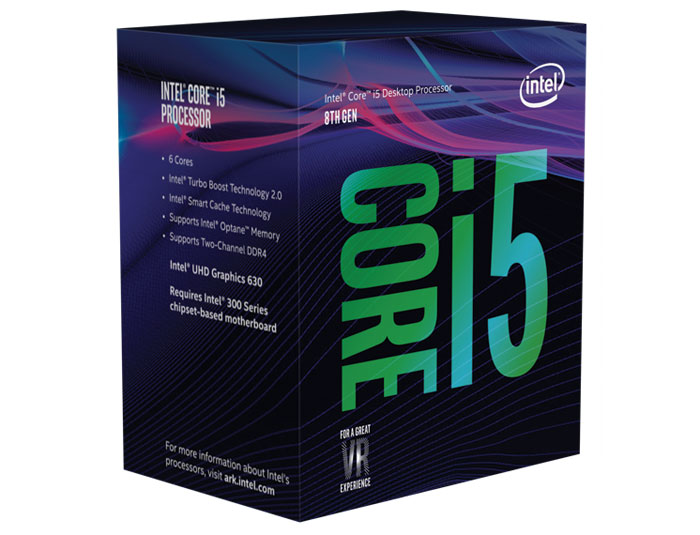 INTEL® CORE™ i5
PROCESSOR
• 6 Cores
• Intel® Turbo Boost Technology 2.0
• Intel® Smart Cache Technology
• Supports Intel® Optane™ Memory
• Supports Two-Channel DDR4
Intel® UHD Graphics 630
Requires Intel® 300 Series
chipset-based motherboard
For more information about Intel's
processors, visit ark.intel.com
Intel® Core™ i5 Desktop Processor
8TH GEN
intel®
CORE i5
FOR A GREAT
VR
EXPERIENCE